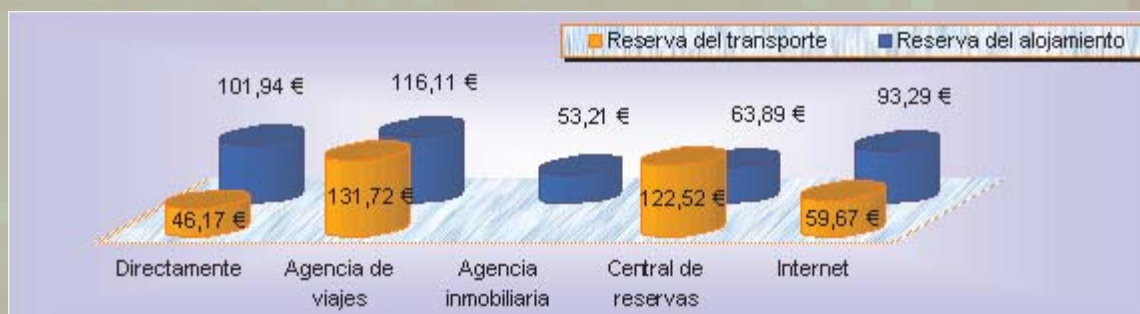 Reserva del transporte
Reserva del alojamiento
101,94 €
116,11 €
53,21 €
63,89 €
93,29 €
46,17 €
131,72 €
122,52 €
59,67 €
Directamente
Agencia de
viajes
Agencia
inmobiliaria
Central de
reservas
Internet